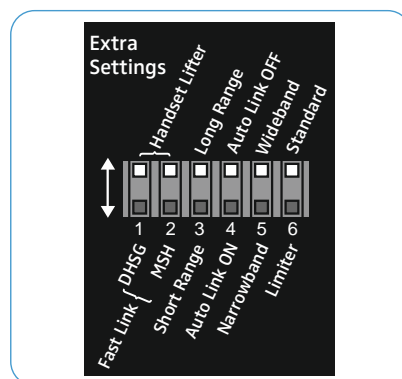 Extra
Settings
Handset Lifter
Long Range
Auto Link OFF
Wideband
Standard
1 2 3 4 5 6
Fast Link
DHSG
MSH
Short Range
Auto Link ON
Narrowband
Limiter